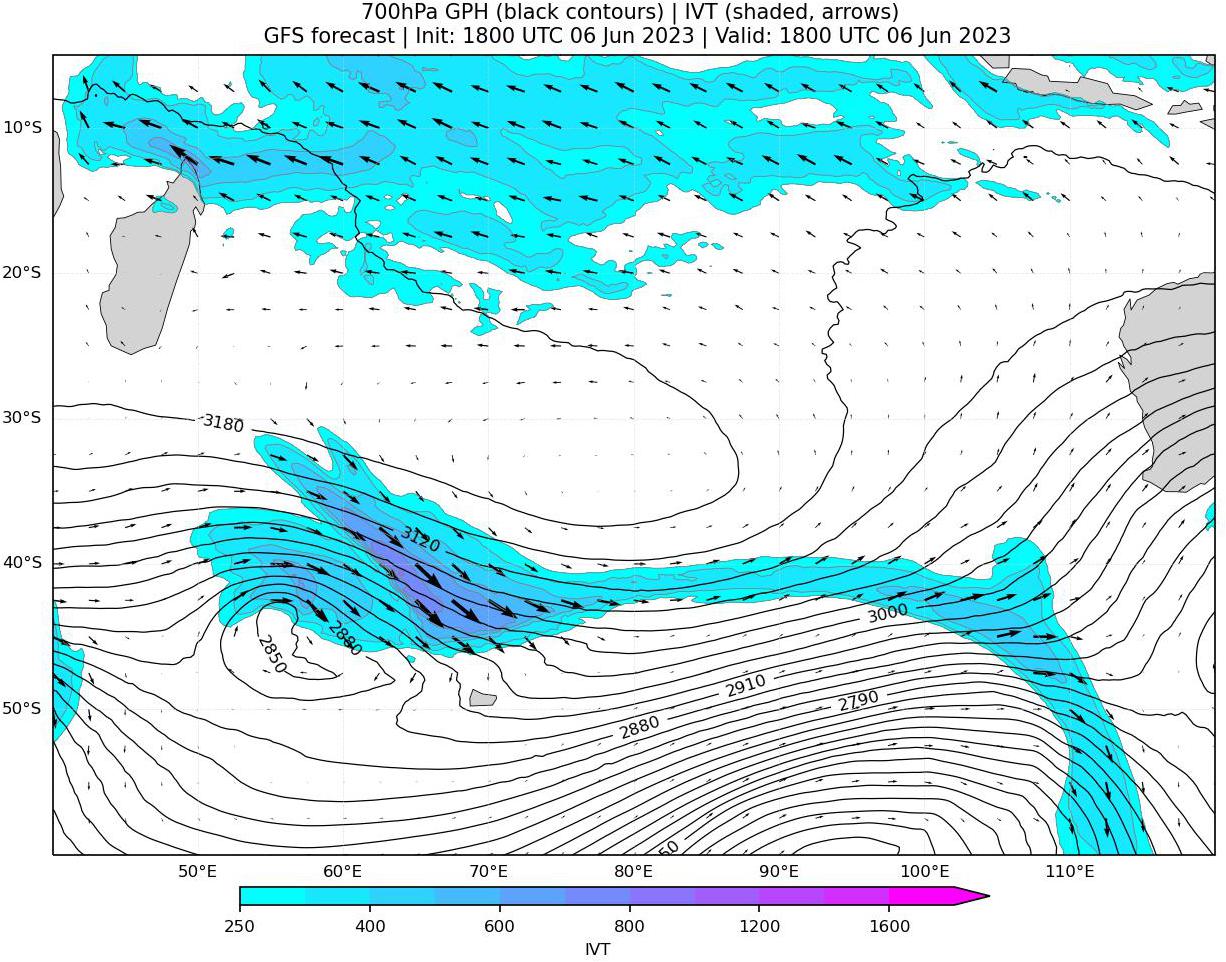 700hPa GPH (black contours) | IVT (shaded, arrows)
GFS forecast | Init: 1800 UTC 06 Jun 2023 | Valid: 1800 UTC 06 Jun 2023
10°S
20°S
30°S
3180
3120
40°S
3000
2880
2850
2910
2790
50°S
2880
50
50°E
60°E
70°E
80°E
90°E
100°E
110°E
250
400
600
800
1200
1600
IVT